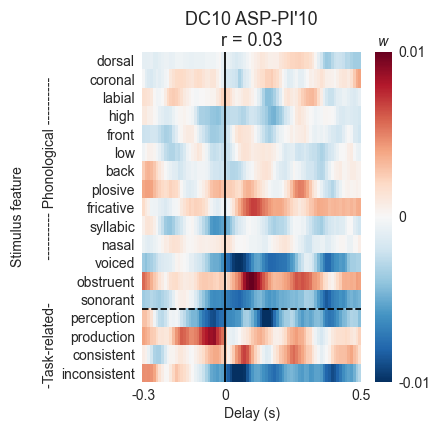 DC10 ASP-PI'10
r = 0.03
w
dorsal
coronal
labial
high
front
low
back
plosive
fricative
syllabic
nasal
voiced
obstruent
sonorant
perception
production
consistent
inconsistent
Stimulus feature
---------- Phonological ----------
-Task-related-
0.01
0
-0.01
-0.3
0
0.5
Delay (s)